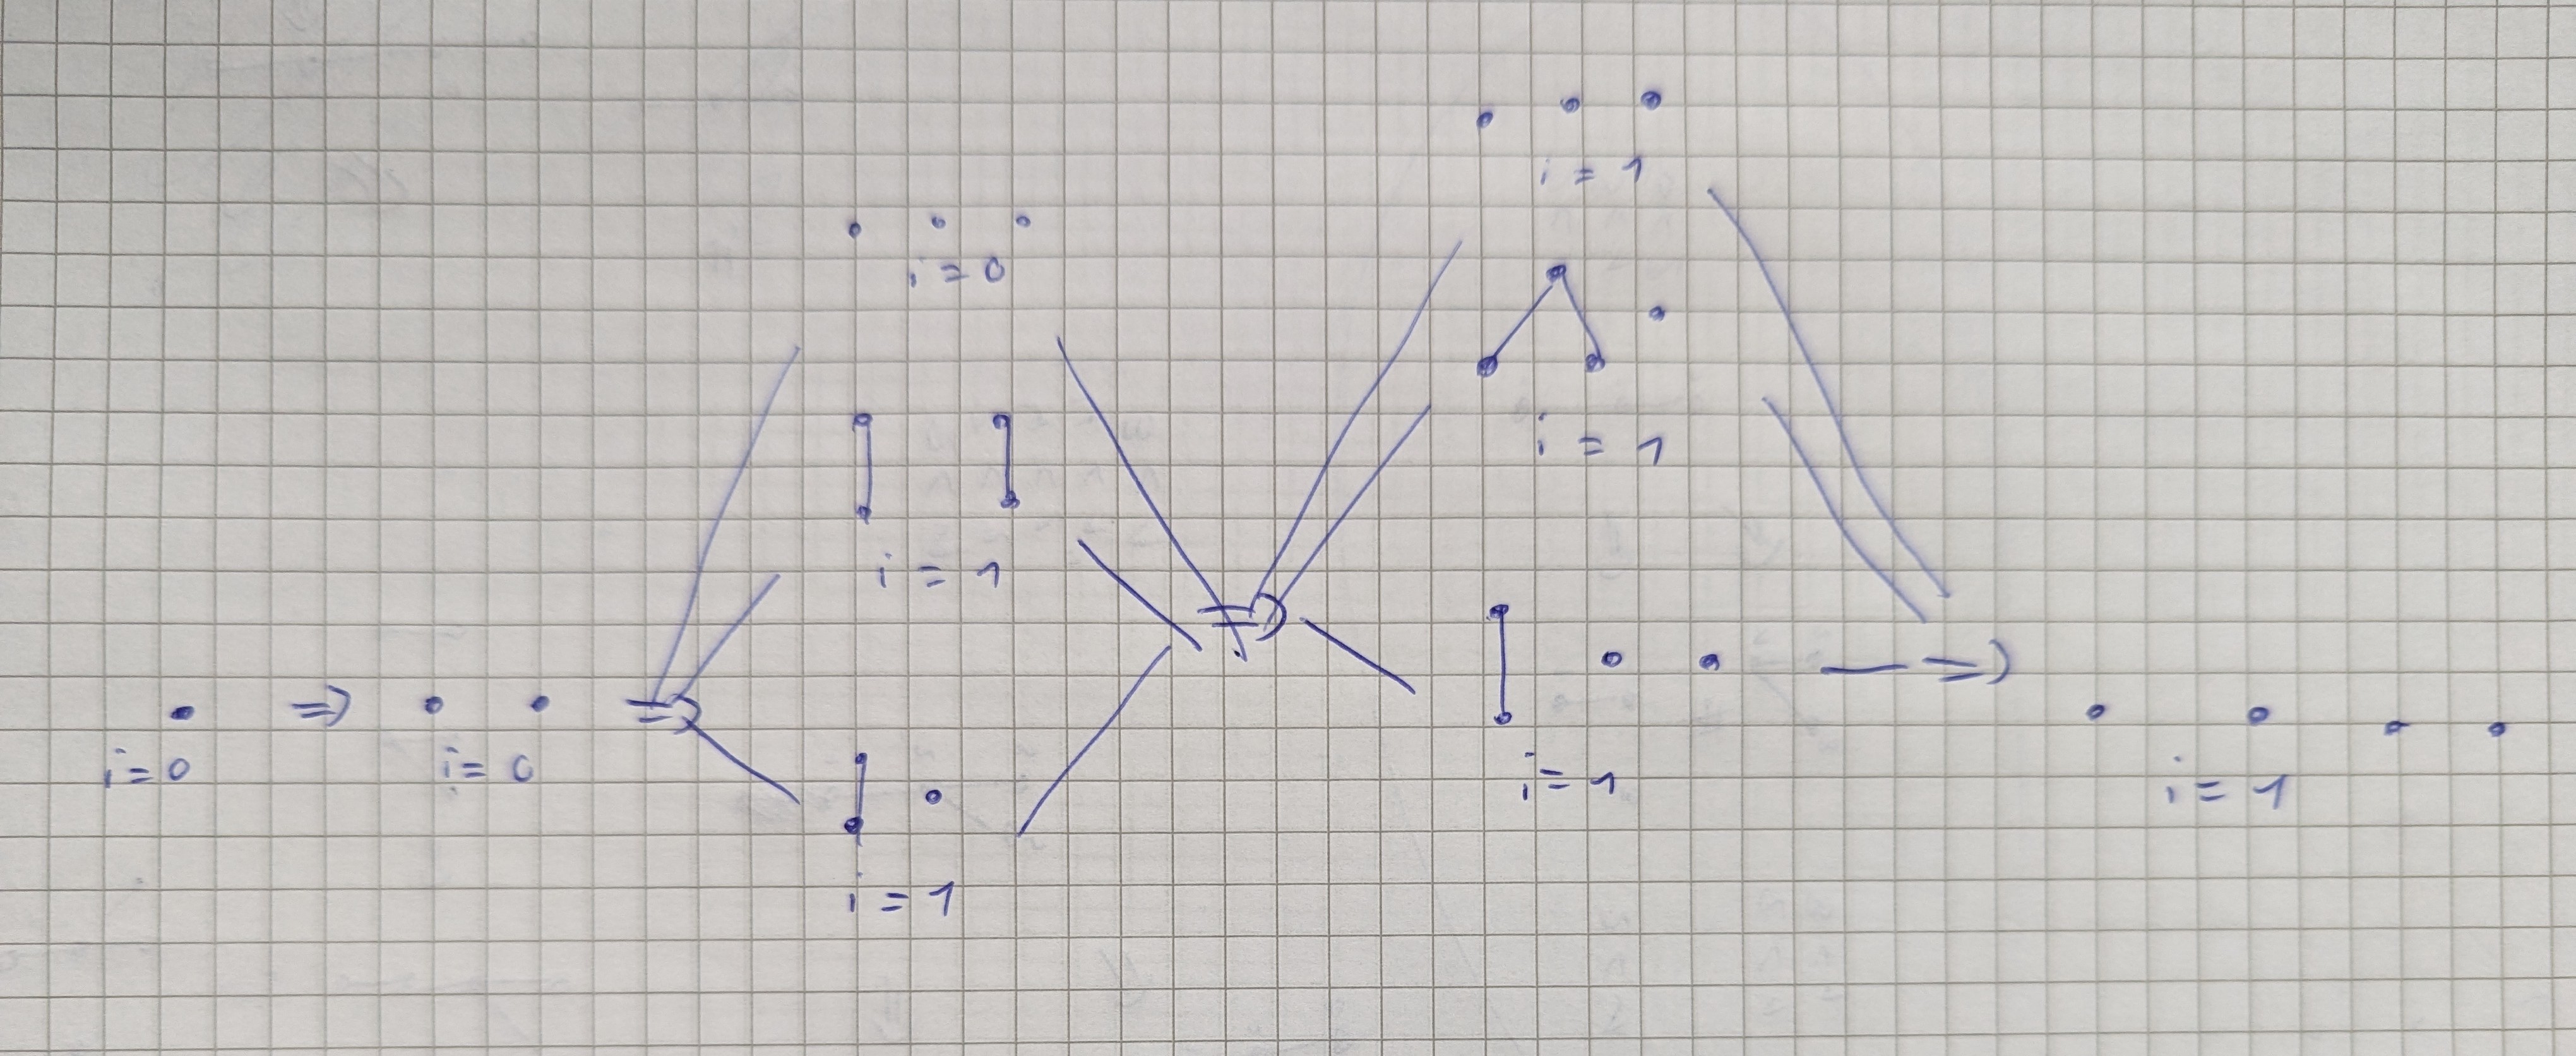 i = 1
i = 0
i = 1
i = 1
⇒ ⇒ ⇒ ⇒
i = 0 i = 0 i = 1 i = 1
i = 1